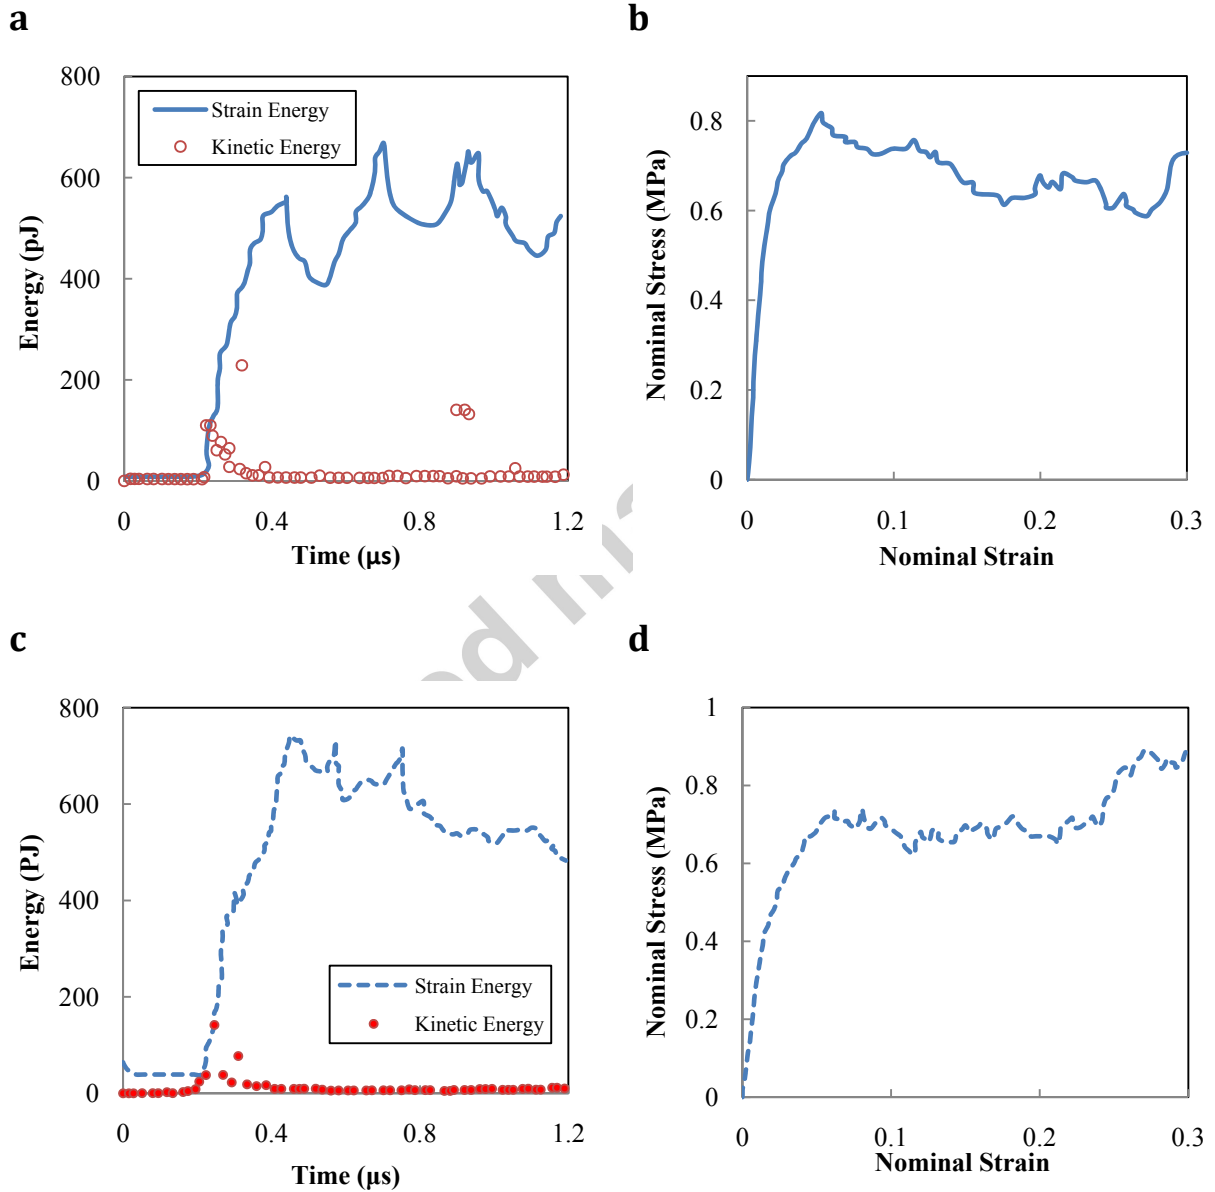 a
800
600
400
200
0
Energy (pJ)
Strain Energy
Kinetic Energy
0 0.4 0.8 1.2
Time (µs)
b
0.8
0.6
0.4
0.2
0
Nominal Stress (MPa)
0 0.1 0.2 0.3
Nominal Strain
c
800
600
400
200
0
Energy (PJ)
Strain Energy
Kinetic Energy
0 0.4 0.8 1.2
Time (µs)
d
1
0.8
0.6
0.4
0.2
0
Nominal Stress (MPa)
0 0.1 0.2 0.3
Nominal Strain